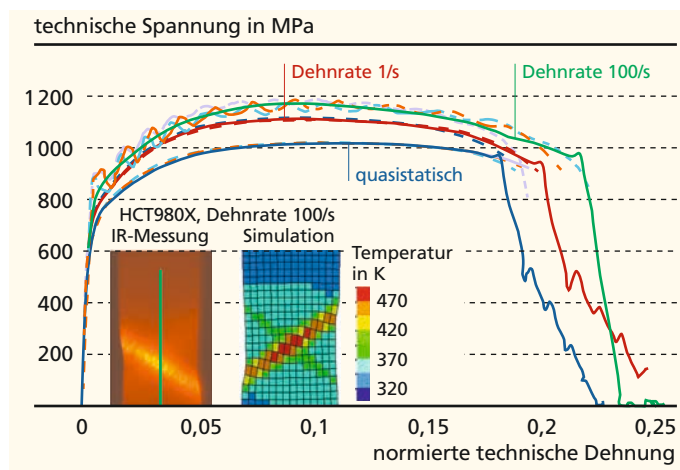 technische Spannung in MPa
Dehnrate 1/s
Dehnrate 100/s
1200
1000
800
600
400
200
quasistatisch
HCT980X, Dehnrate 100/s
IR-Messung
Simulation
Temperatur
in K
470
420
370
320
0
0,05
0,1
0,15
0,2
0,25
normierte technische Dehnung